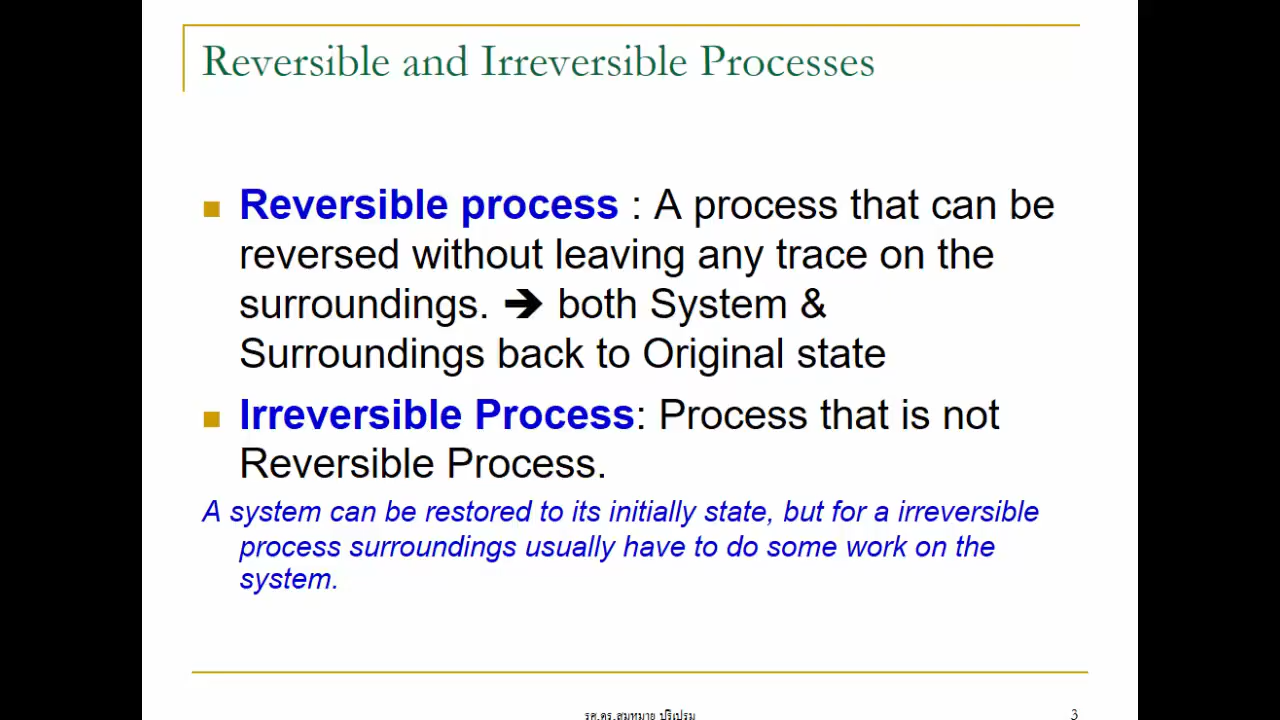 Reversible and Irreversible Processes
Reversible process : A process that can be
reversed without leaving any trace on the
surroundings. ➔ both System &
Surroundings back to Original state
Irreversible Process: Process that is not
Reversible Process.
A system can be restored to its initially state, but for a irreversible
process surroundings usually have to do some work on the
system.
รศ.ดร.สมหมาย ปรีเปรม
3